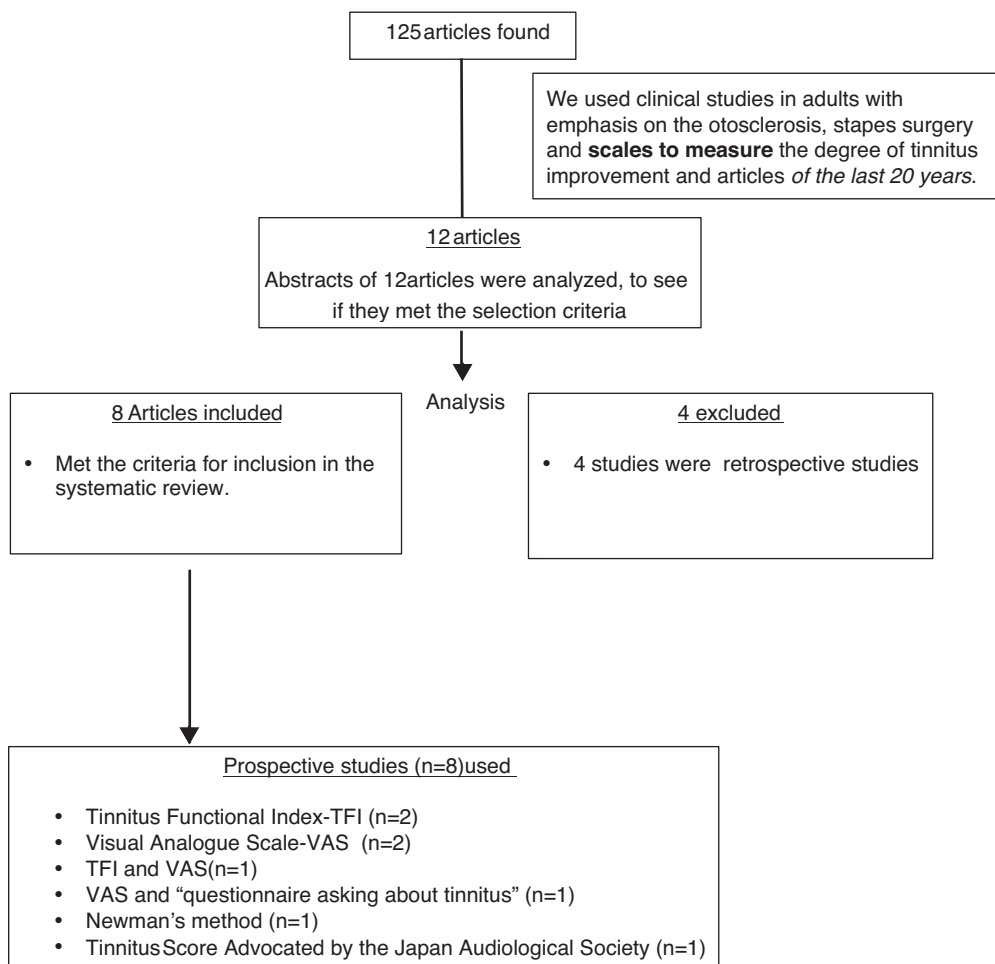 125 articles found
We used clinical studies in adults with
emphasis on the otosclerosis, stapes surgery
and scales to measure the degree of tinnitus
improvement and articles of the last 20 years.
12 articles
Abstracts of 12articles were analyzed, to see
if they met the selection criteria
Analysis
8 Articles included
• Met the criteria for inclusion in the
systematic review.
4 excluded
• 4 studies were retrospective studies
Prospective studies (n=8)used
• Tinnitus Functional Index-TFI (n=2)
• Visual Analogue Scale-VAS (n=2)
• TFI and VAS(n=1)
• VAS and “questionnaire asking about tinnitus” (n=1)
• Newman’s method (n=1)
• Tinnitus Score Advocated by the Japan Audiological Society (n=1)